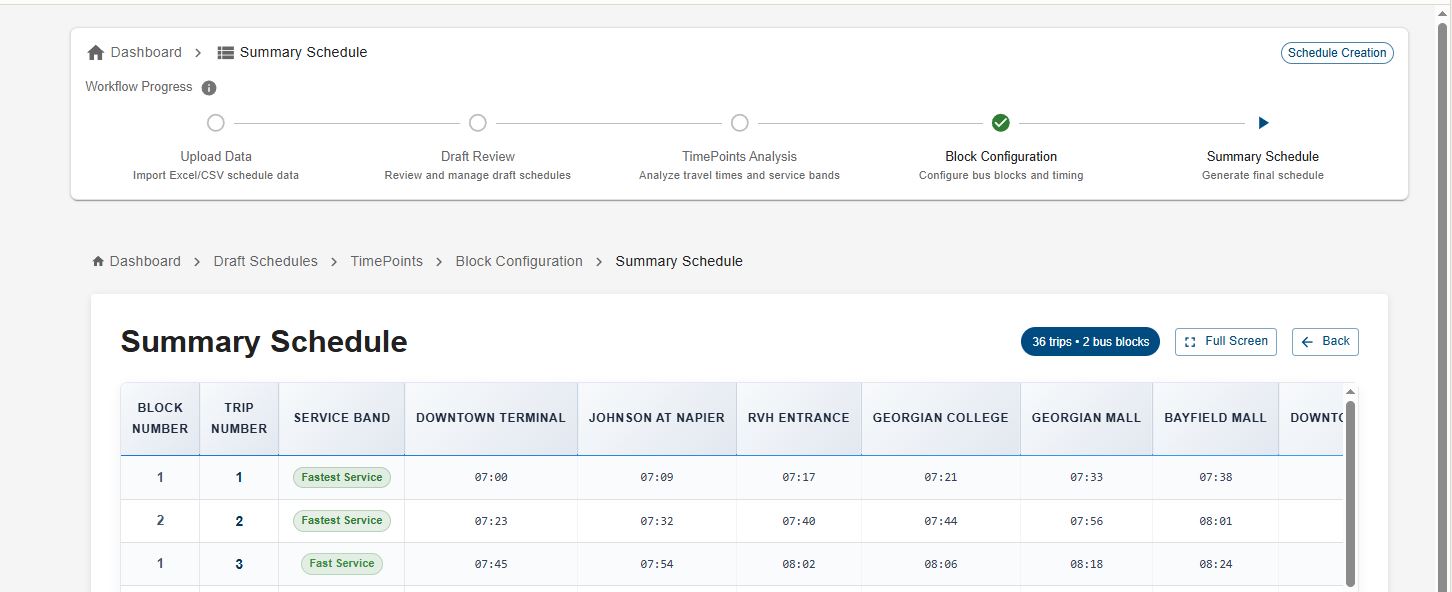 Dashboard > Summary Schedule
Schedule Creation
Workflow Progress
Upload Data
Import Excel/CSV schedule data
Draft Review
Review and manage draft schedules
TimePoints Analysis
Analyze travel times and service bands
Block Configuration
Configure bus blocks and timing
Summary Schedule
Generate final schedule
Dashboard > Draft Schedules > TimePoints > Block Configuration > Summary Schedule
Summary Schedule
36 trips • 2 bus blocks
Full Screen
Back
BLOCK NUMBER TRIP NUMBER SERVICE BAND DOWNTOWN TERMINAL JOHNSON AT NAPIER RVH ENTRANCE GEORGIAN COLLEGE GEORGIAN MALL BAYFIELD MALL DOWNTO
1 1 Fastest Service 07:00 07:09 07:17 07:21 07:33 07:38
2 2 Fastest Service 07:23 07:32 07:40 07:44 07:56 08:01
1 3 Fast Service 07:45 07:54 08:02 08:06 08:18 08:24